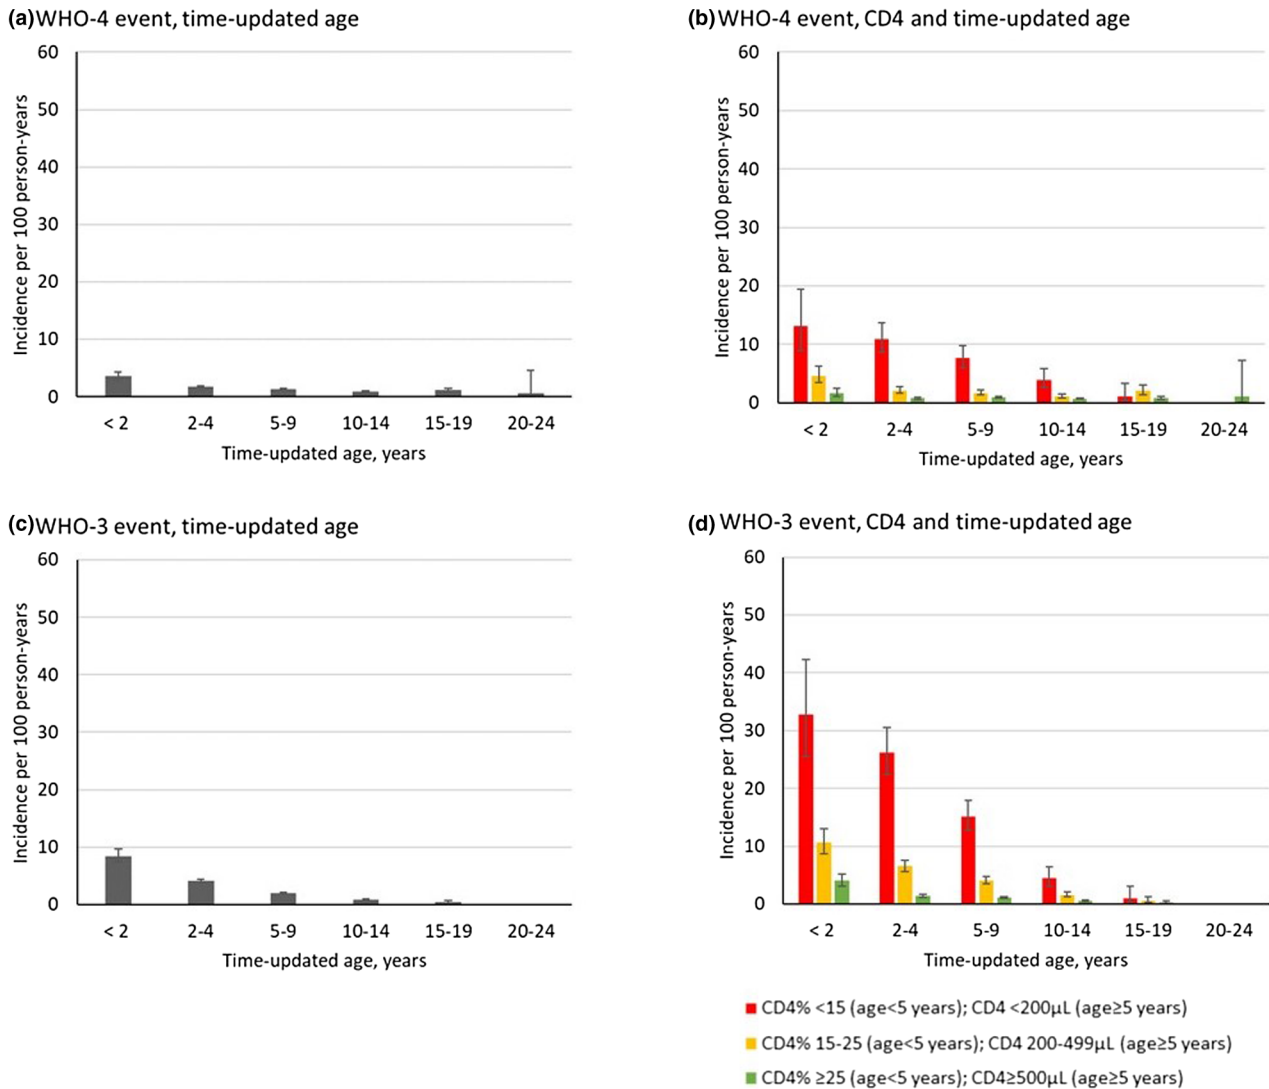 (a) WHO-4 event, time-updated age
60
50
40
30
20
10
0
Incidence per 100 person-years
< 2 2-4 5-9 10-14 15-19 20-24
Time-updated age, years
(b) WHO-4 event, CD4 and time-updated age
60
50
40
30
20
10
0
Incidence per 100 person-years
< 2 2-4 5-9 10-14 15-19 20-24
Time-updated age, years
(c) WHO-3 event, time-updated age
60
50
40
30
20
10
0
Incidence per 100 person-years
< 2 2-4 5-9 10-14 15-19 20-24
Time-updated age, years
(d) WHO-3 event, CD4 and time-updated age
60
50
40
30
20
10
0
Incidence per 100 person-years
< 2 2-4 5-9 10-14 15-19 20-24
Time-updated age, years
CD4% <15 (age<5 years); CD4 <200µL (age≥5 years)
CD4% 15-25 (age<5 years); CD4 200-499µL (age≥5 years)
CD4% ≥25 (age<5 years); CD4≥500µL (age≥5 years)